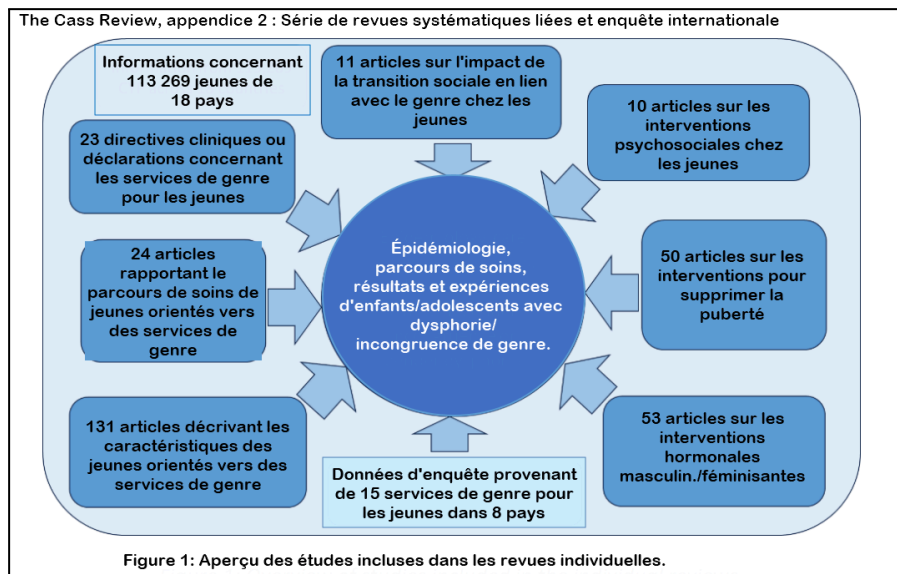 The Cass Review, appendice 2 : Série de revues systématiques liées et enquête internationale
Informations concernant
113 269 jeunes de
18 pays
11 articles sur l'impact de
la transition sociale en lien
avec le genre chez les
jeunes
10 articles sur les
interventions
psychosociales chez
les jeunes
23 directives cliniques ou
déclarations concernant
les services de genre
pour les jeunes
24 articles
rapportant le
parcours de soins de
jeunes orientés vers
des services de
genre
Épidémiologie,
parcours de soins,
résultats et expériences
d'enfants/adolescents avec
dysphorie/
incongruence de genre.
50 articles sur les
interventions pour
supprimer la
puberté
131 articles décrivant les
caractéristiques des
jeunes orientés vers des
services de genre
Données d'enquête provenant
de 15 services de genre pour
les jeunes dans 8 pays
53 articles sur les
interventions
hormonales
masculin./féminisantes
Figure 1: Aperçu des études incluses dans les revues individuelles.